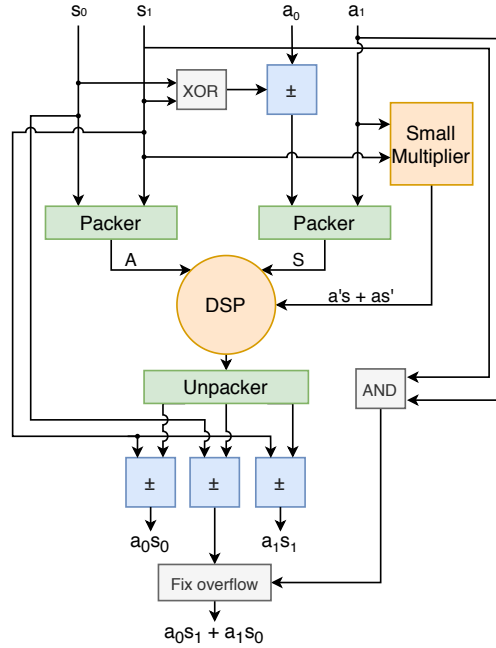 s₀ s₁ a₀ a₁
XOR
±
Small
Multiplier
Packer
Packer
A
S
DSP
a's + as'
Unpacker
AND
± ± ±
a₀s₀
a₁s₁
Fix overflow
a₀s₁ + a₁s₀